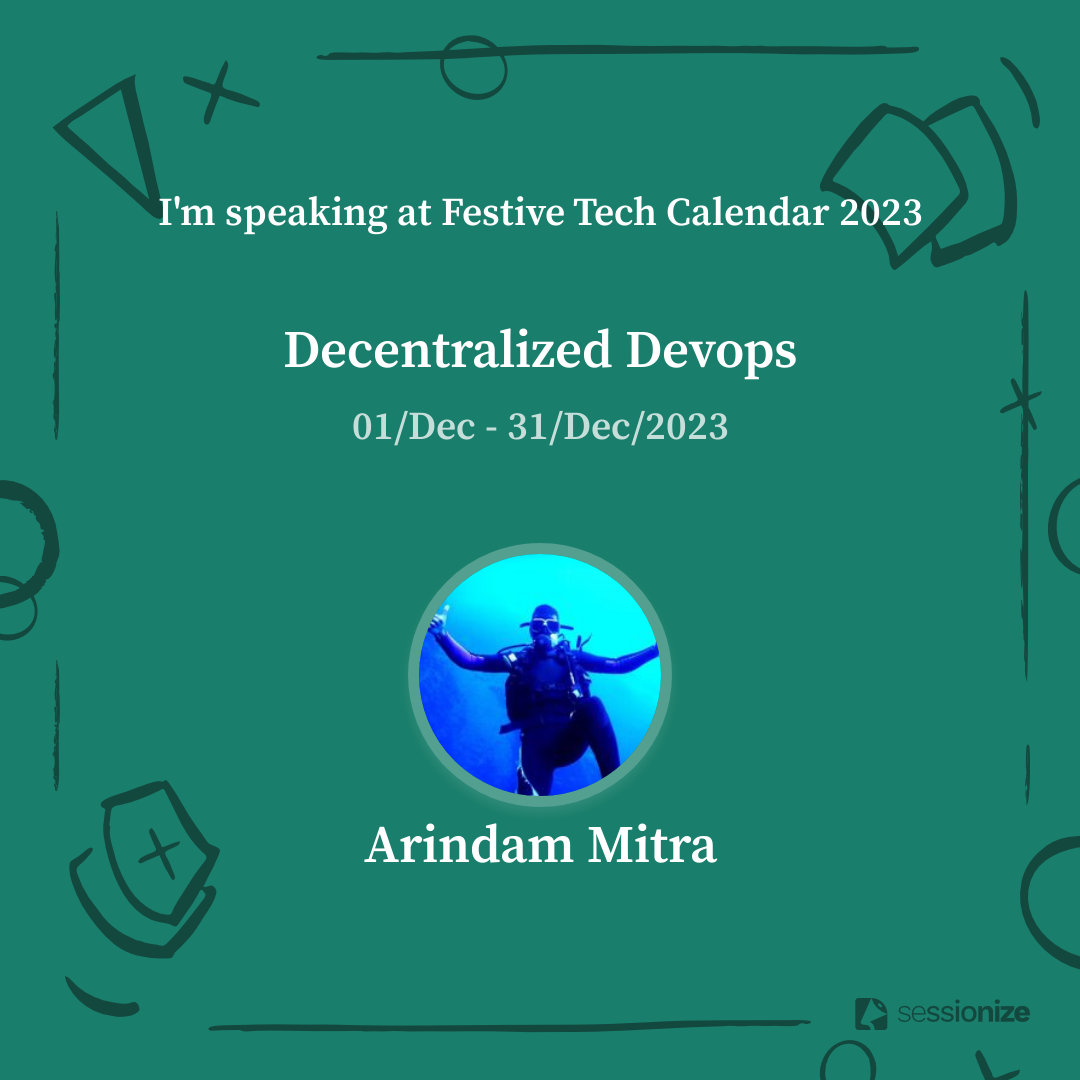 I'm speaking at Festive Tech Calendar 2023
Decentralized Devops
01/Dec - 31/Dec/2023
Arindam Mitra
sessionize